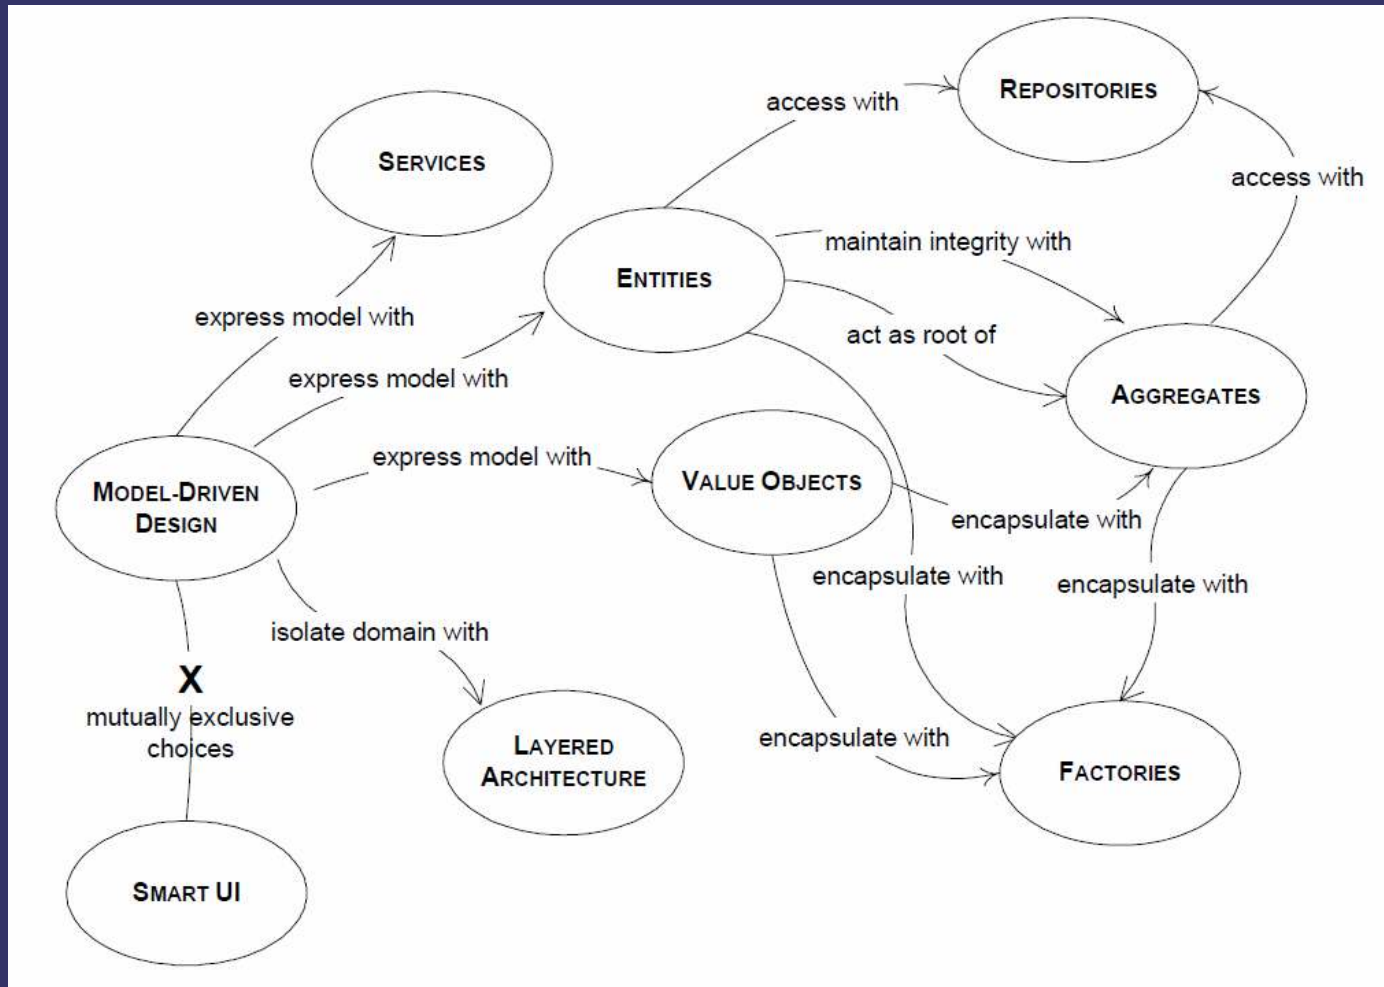 REPOSITORIES
access with
SERVICES
access with
maintain integrity with
ENTITIES
express model with
act as root of
express model with
AGGREGATES
express model with
VALUE OBJECTS
MODEL-DRIVEN
DESIGN
encapsulate with
encapsulate with
encapsulate with
isolate domain with
X
mutually exclusive
choices
encapsulate with
LAYERED
ARCHITECTURE
FACTORIES
SMART UI